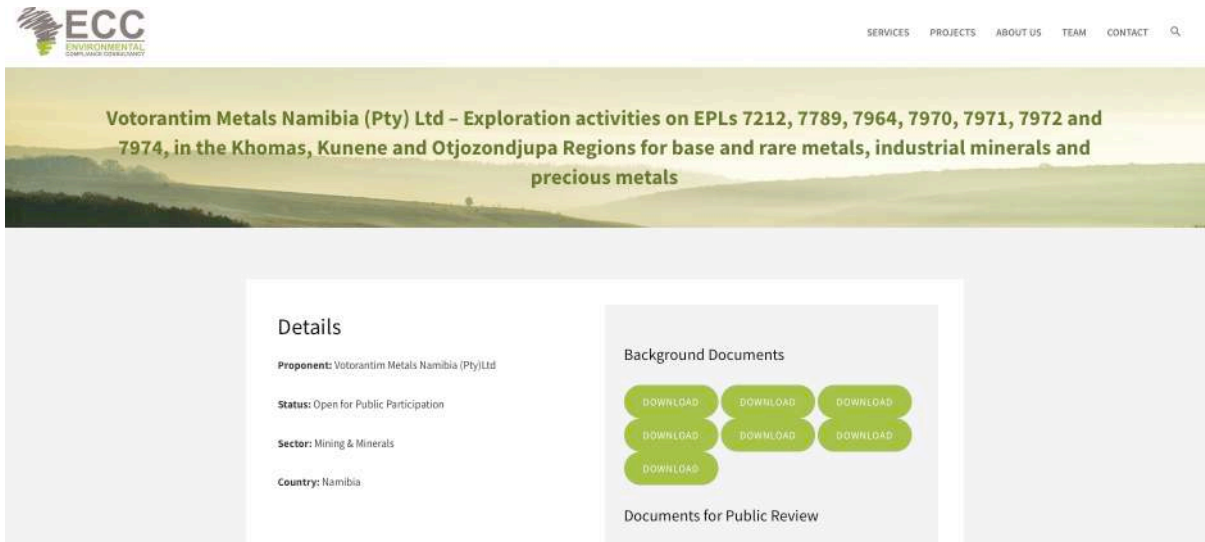 ECC
ENVIRONMENTAL
COMPLIANCE CONSULTANCY
SERVICES PROJECTS ABOUT US TEAM CONTACT
Votorantim Metals Namibia (Pty) Ltd – Exploration activities on EPLs 7212, 7789, 7964, 7970, 7971, 7972 and
7974, in the Khomas, Kunene and Otjozondjupa Regions for base and rare metals, industrial minerals and
precious metals
Details
Proponent: Votorantim Metals Namibia (Pty)Ltd
Status: Open for Public Participation
Sector: Mining & Minerals
Country: Namibia
Background Documents
DOWNLOAD DOWNLOAD DOWNLOAD
DOWNLOAD DOWNLOAD DOWNLOAD
DOWNLOAD
Documents for Public Review